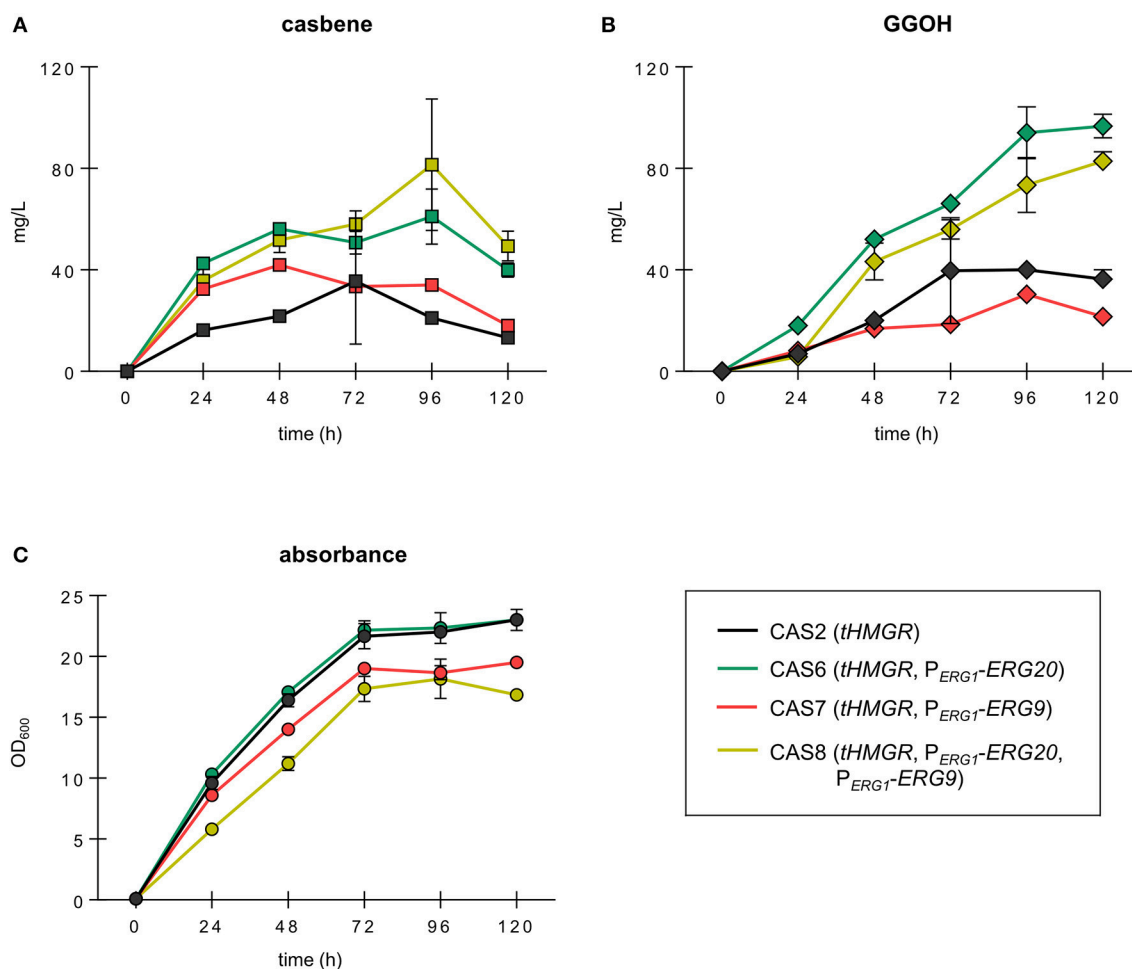 A
casbene
120
80
40
0
mg/L
0 24 48 72 96 120
time (h)
B
GGOH
120
80
40
0
mg/L
0 24 48 72 96 120
time (h)
C
absorbance
25
20
15
10
5
0
OD600
0 24 48 72 96 120
time (h)
CAS2 (tHMGR)
CAS6 (tHMGR, PERG1-ERG20)
CAS7 (tHMGR, PERG1-ERG9)
CAS8 (tHMGR, PERG1-ERG20,
PERG1-ERG9)